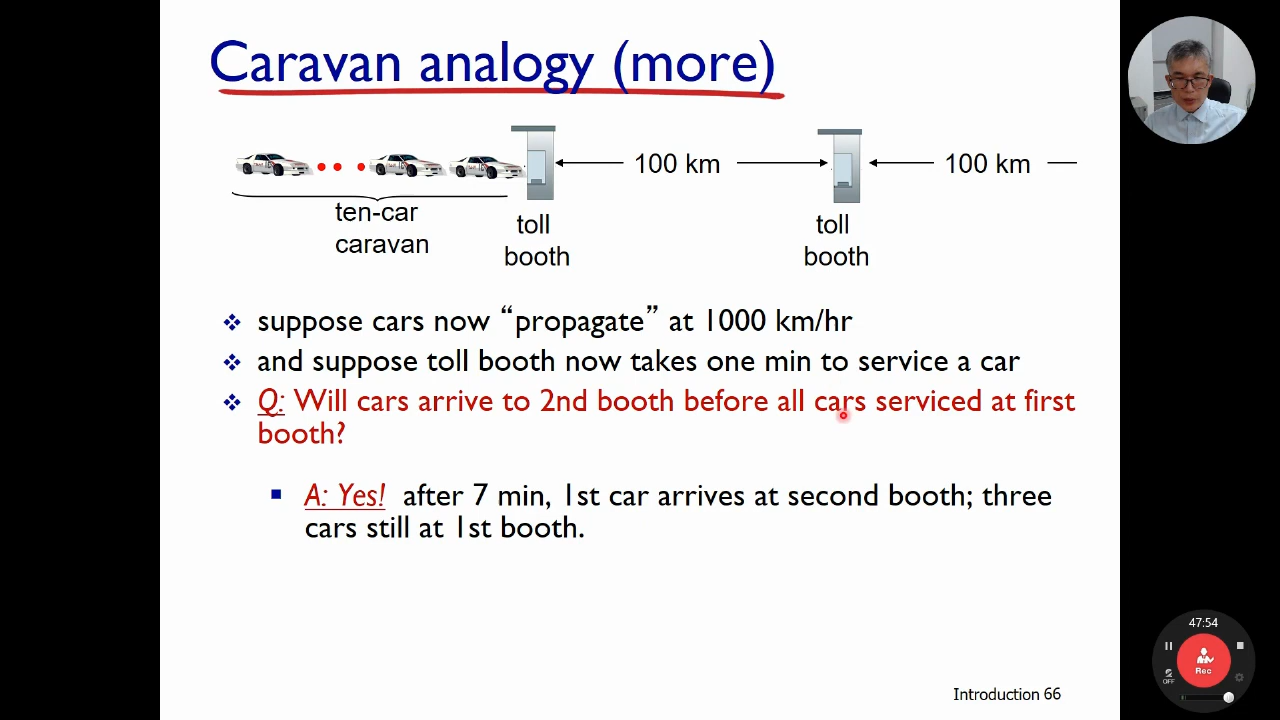 Caravan analogy (more)
100 km
100 km
ten-car
caravan
toll
booth
toll
booth
❖ suppose cars now “propagate” at 1000 km/hr
❖ and suppose toll booth now takes one min to service a car
❖ Q: Will cars arrive to 2nd booth before all cars serviced at first
booth?
▪ A: Yes! after 7 min, 1st car arrives at second booth; three
cars still at 1st booth.
Introduction 66
47:54
Rec
OFF